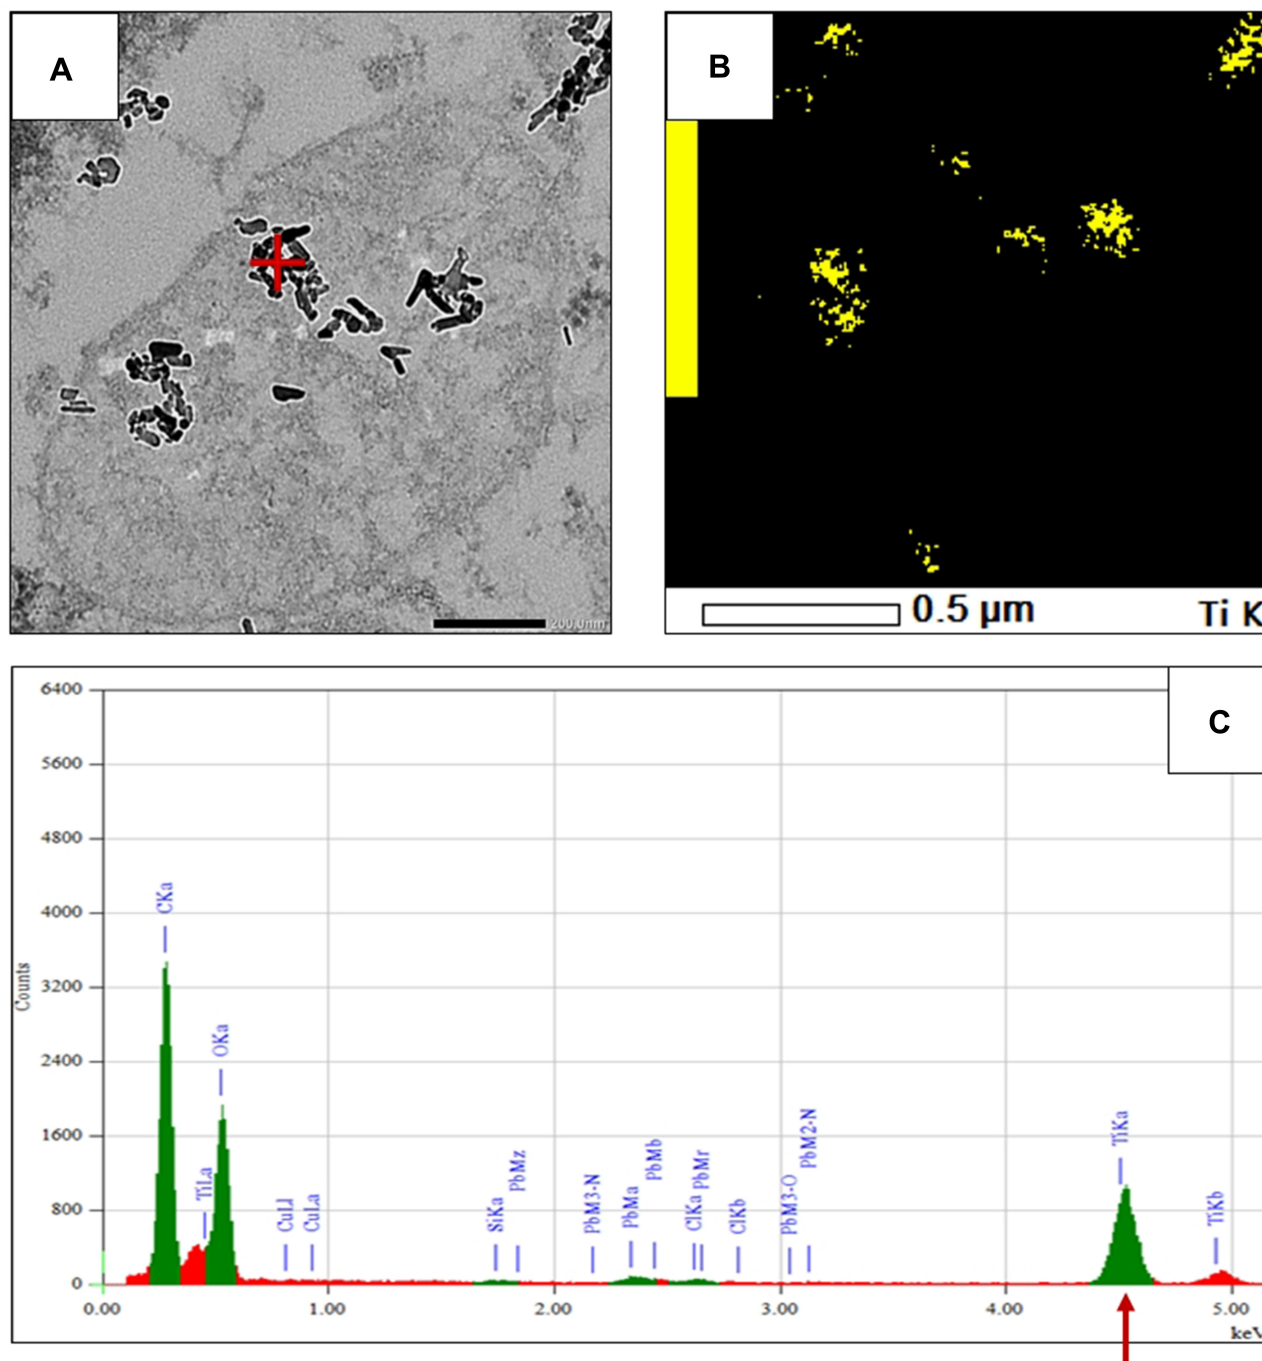 A
B
200.0nm
0.5 µm
Ti K
C
6400
5600
4800
4000
3200
2400
1600
800
0
Counts
CKa
TiLa
OKa
CuLl
CuLa
SiKa
PbMz
PbM3-N
PbMa
PbMb
ClKa
PbMr
ClKb
PbM3-O
PbM2-N
TiKa
TiKb
0.00 1.00 2.00 3.00 4.00 5.00
keV